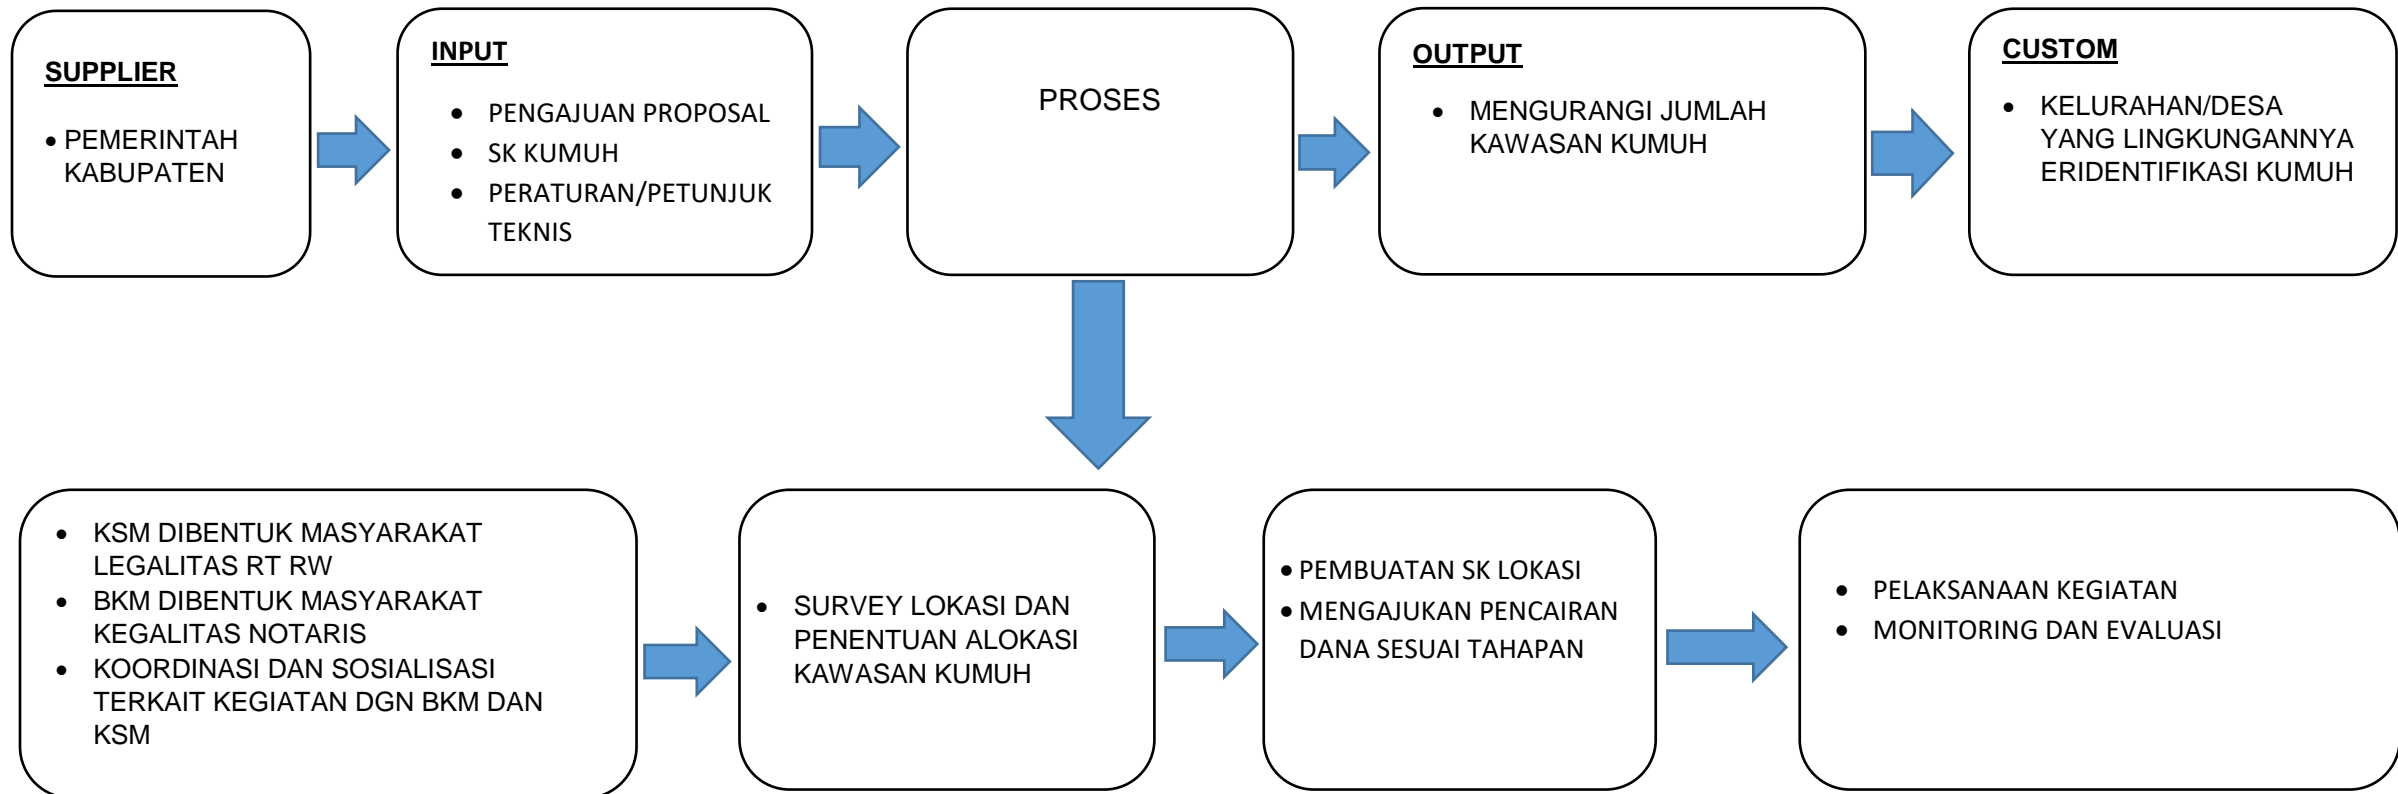 SUPPLIER
• PEMERINTAH
KABUPATEN
INPUT
• PENGAJUAN PROPOSAL
• SK KUMUH
• PERATURAN/PETUNJUK
TEKNIS
PROSES
OUTPUT
• MENGURANGI JUMLAH
KAWASAN KUMUH
CUSTOM
• KELURAHAN/DESA
YANG LINGKUNGANNYA
ERIDENTIFIKASI KUMUH
• KSM DIBENTUK MASYARAKAT
LEGALITAS RT RW
• BKM DIBENTUK MASYARAKAT
KEGALITAS NOTARIS
• KOORDINASI DAN SOSIALISASI
TERKAIT KEGIATAN DGN BKM DAN
KSM
• SURVEY LOKASI DAN
PENENTUAN ALOKASI
KAWASAN KUMUH
• PEMBUATAN SK LOKASI
• MENGAJUKAN PENCAIRAN
DANA SESUAI TAHAPAN
• PELAKSANAAN KEGIATAN
• MONITORING DAN EVALUASI